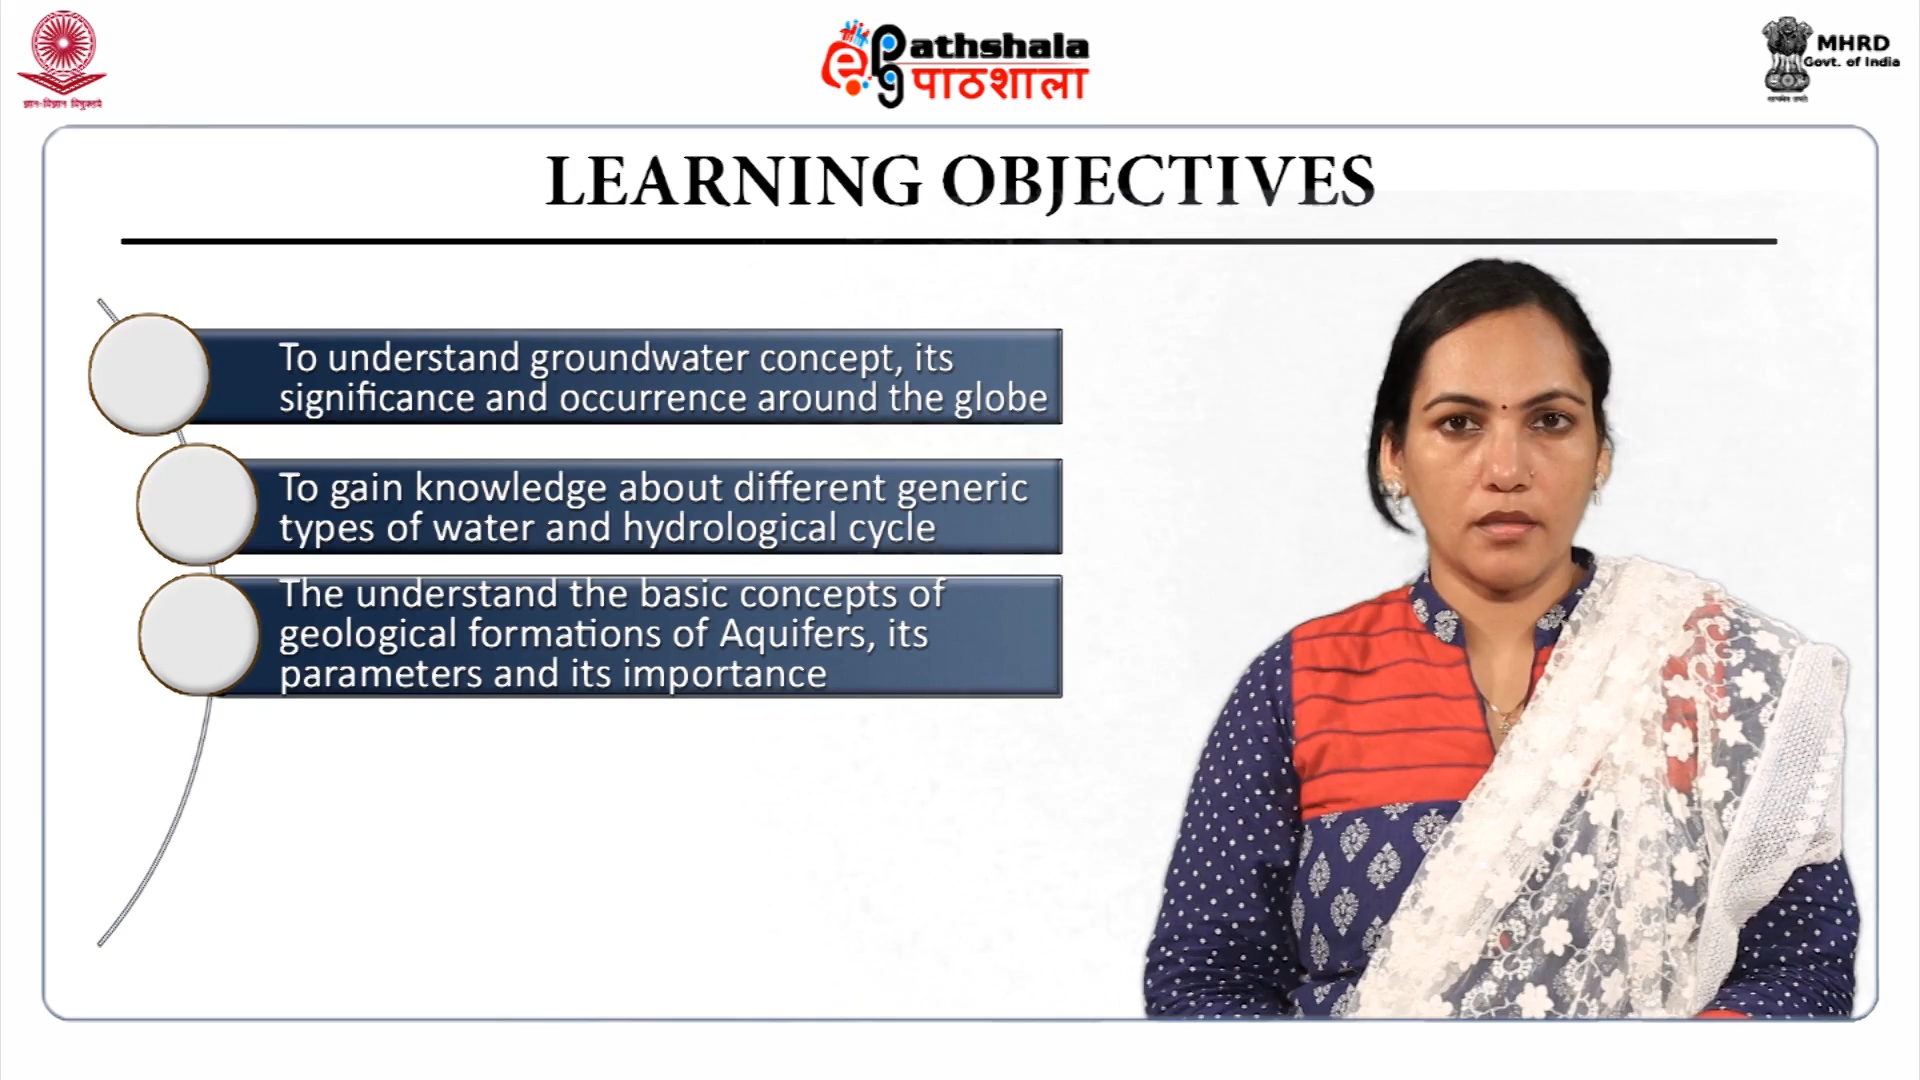 ज्ञान-विज्ञान विमुक्तये
Pathshala
पाठशाला
MHRD
Govt. of India
LEARNING OBJECTIVES
To understand groundwater concept, its
significance and occurrence around the globe
To gain knowledge about different generic
types of water and hydrological cycle
The understand the basic concepts of
geological formations of Aquifers, its
parameters and its importance